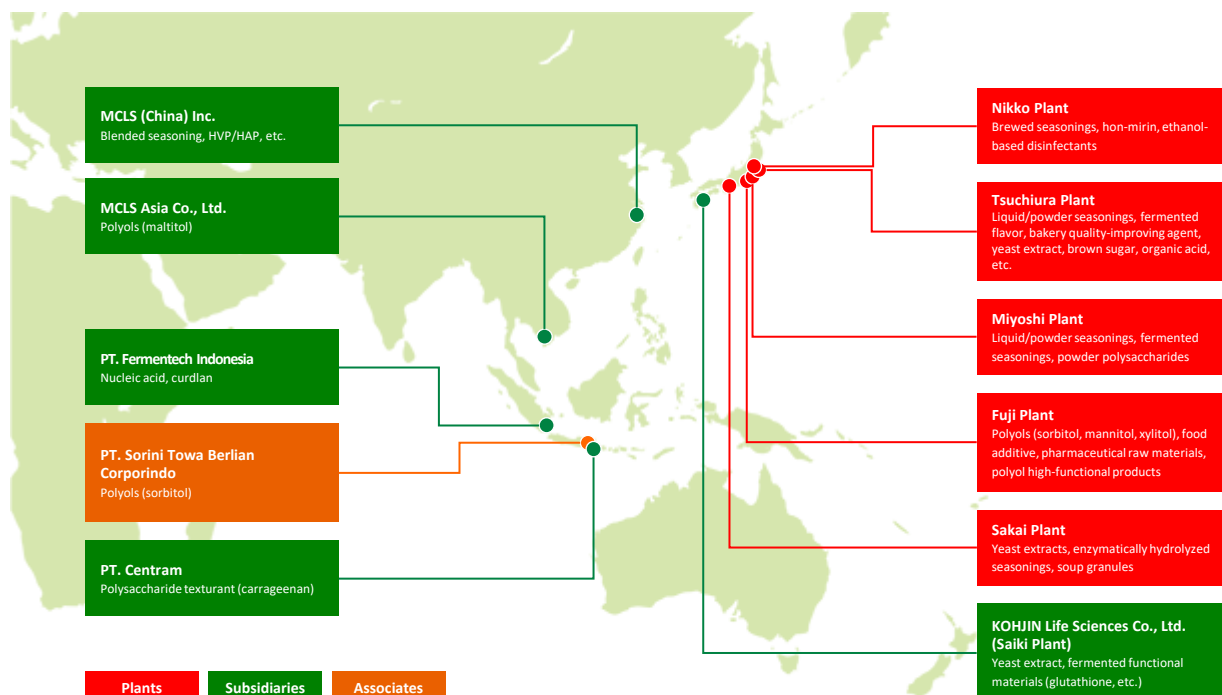 MCLS (China) Inc.
Blended seasoning, HVP/HAP, etc.
MCLS Asia Co., Ltd.
Polyols (maltitol)
PT. Fermentech Indonesia
Nucleic acid, curdlan
PT. Sorini Towa Berlian
Corporindo
Polyols (sorbitol)
PT. Centram
Polysaccharide texturant (carrageenan)
Nikko Plant
Brewed seasonings, hon-mirin, ethanol-
based disinfectants
Tsuchiura Plant
Liquid/powder seasonings, fermented
flavor, bakery quality-improving agent,
yeast extract, brown sugar, organic acid,
etc.
Miyoshi Plant
Liquid/powder seasonings, fermented
seasonings, powder polysaccharides
Fuji Plant
Polyols (sorbitol, mannitol, xylitol), food
additive, pharmaceutical raw materials,
polyol high-functional products
Sakai Plant
Yeast extracts, enzymatically hydrolyzed
seasonings, soup granules
KOHJIN Life Sciences Co., Ltd.
(Saiki Plant)
Yeast extract, fermented functional
materials (glutathione, etc.)
Plants
Subsidiaries
Associates